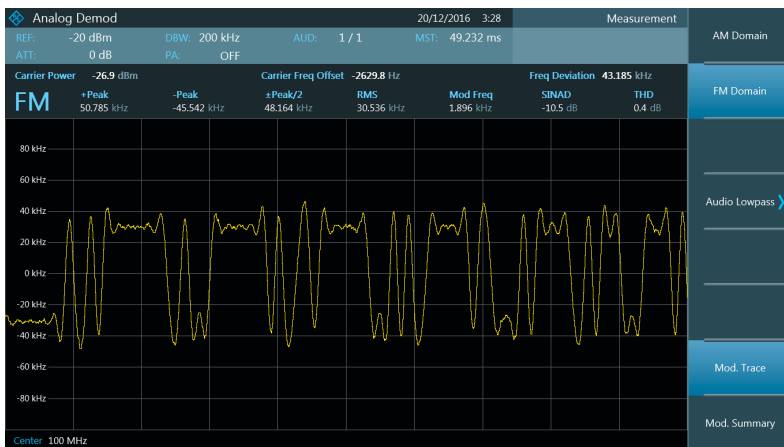 Analog Demod 20/12/2016 3:28 Measurement
REF: -20 dBm DBW: 200 kHz AUD: 1 / 1 MST: 49.232 ms
ATT: 0 dB PA: OFF
Carrier Power -26.9 dBm Carrier Freq Offset -2629.8 Hz Freq Deviation 43.185 kHz
FM +Peak -Peak ±Peak/2 RMS Mod Freq SINAD THD
50.785 kHz -45.542 kHz 48.164 kHz 30.536 kHz 1.896 kHz -10.5 dB 0.4 dB
80 kHz
60 kHz
40 kHz
20 kHz
0 kHz
-20 kHz
-40 kHz
-60 kHz
-80 kHz
Center 100 MHz
AM Domain
FM Domain
Audio Lowpass
Mod. Trace
Mod. Summary